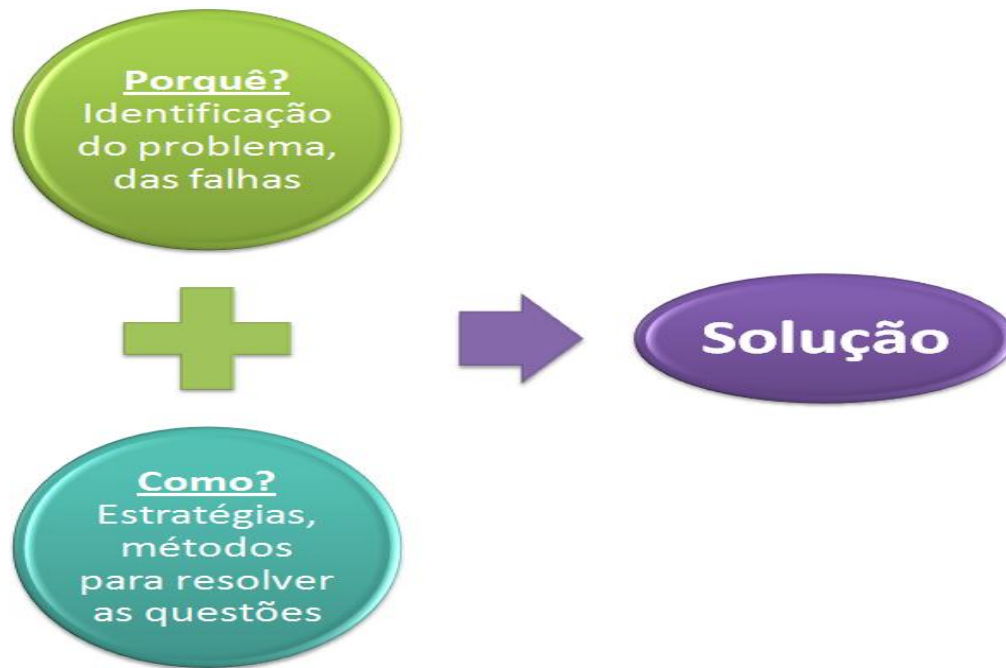 Porquê?
Identificação
do problema,
das falhas
Solução
Como?
Estratégias,
métodos
para resolver
as questões